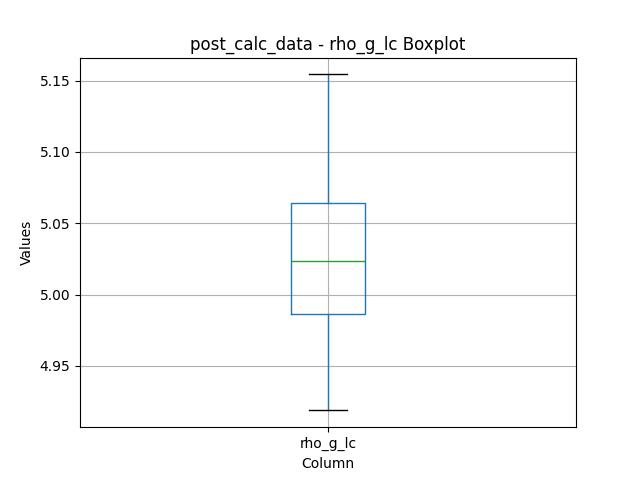 post_calc_data - rho_g_lc Boxplot
5.15
5.10
5.05
5.00
4.95
Values
rho_g_lc
Column